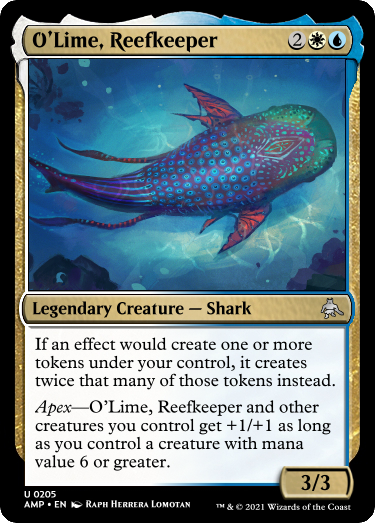 O'Lime, Reefkeeper 2
Legendary Creature — Shark
If an effect would create one or more
tokens under your control, it creates
twice that many of those tokens instead.
Apex—O'Lime, Reefkeeper and other
creatures you control get +1/+1 as long
as you control a creature with mana
value 6 or greater.
3/3
U 0205
AMP • EN Raph Herrera Lomotan
™ & © 2021 Wizards of the Coast